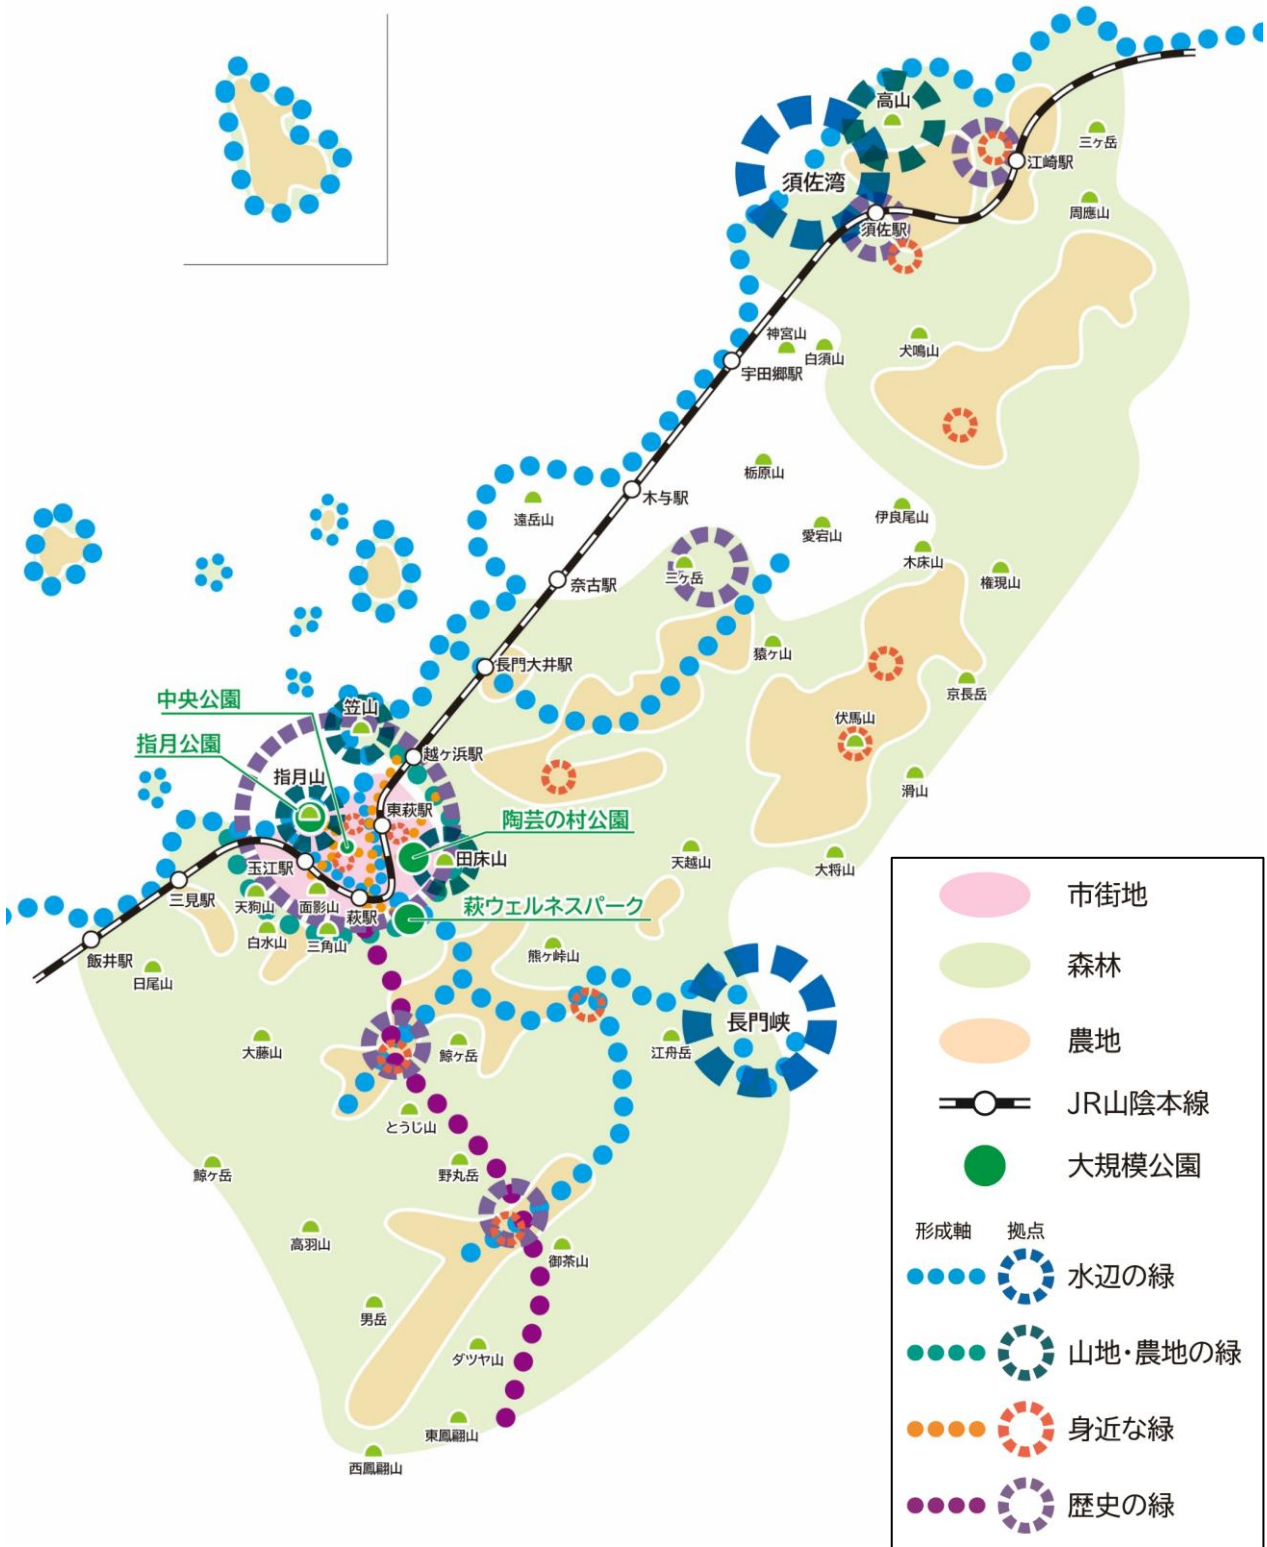 高山
三ヶ岳
江崎駅
須佐湾
周應山
須佐駅
神宮山
白須山
犬鳴山
宇田郷駅
栃原山
木与駅
遠岳山
伊良尾山
愛宕山
木床山
権現山
三ヶ岳
奈古駅
猿ヶ山
長門大井駅
京長岳
中央公園
笠山
伏馬山
指月公園
越ヶ浜駅
指月山
滑山
東萩駅
陶芸の村公園
玉江駅
田床山
天越山
大将山
三見駅
天狗山
面影山
萩駅
萩ウェルネスパーク
白水山
三角山
飯井駅
日尾山
熊ヶ峠山
長門峡
大藤山
鯨ヶ岳
江舟岳
とうじ山
鯨ヶ岳
野丸岳
高羽山
御茶山
男岳
ダツヤ山
東鳳翩山
西鳳翩山
市街地
森林
農地
JR山陰本線
大規模公園
形成軸 拠点
水辺の緑
山地・農地の緑
身近な緑
歴史の緑